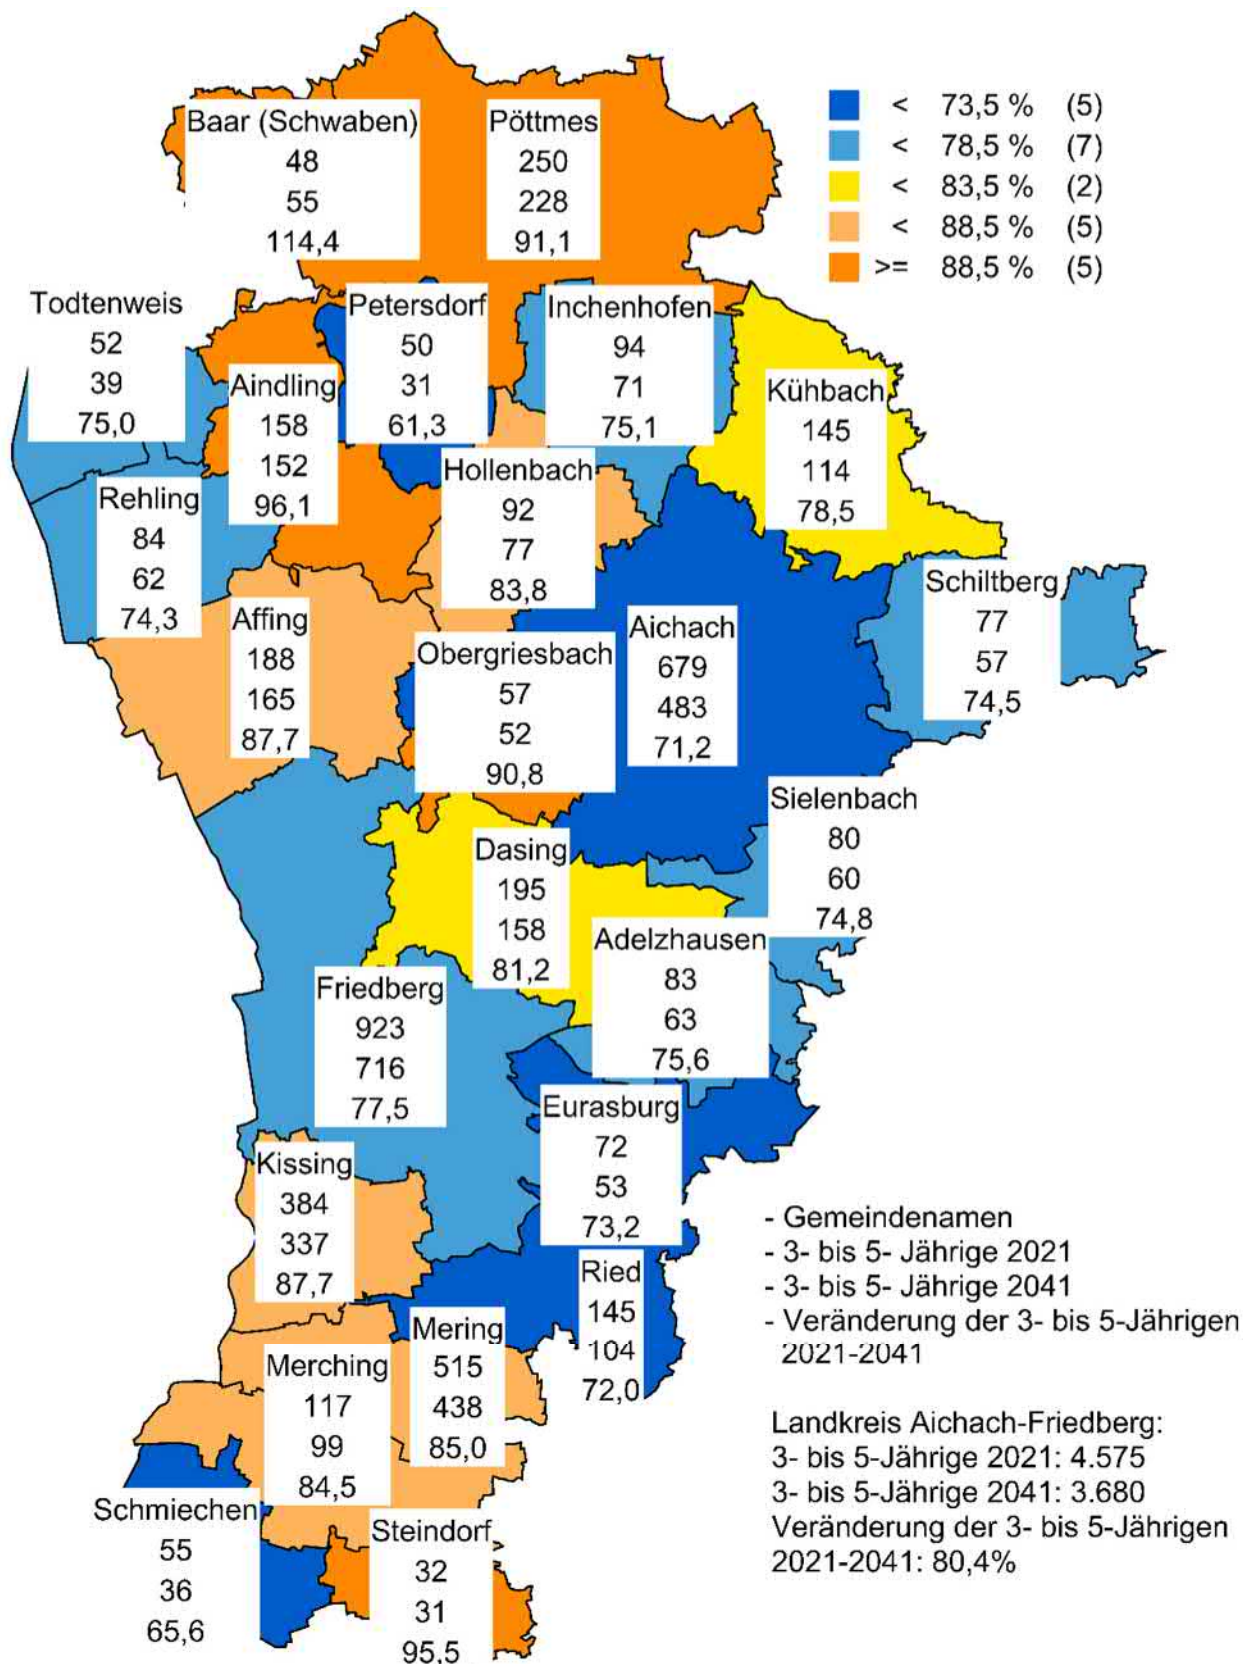 Baar (Schwaben)
48
55
114,4
Pöttmes
250
228
91,1
< 73,5 % (5)
< 78,5 % (7)
< 83,5 % (2)
< 88,5 % (5)
>= 88,5 % (5)
Todtenweis
52
39
75,0
Petersdorf
50
31
61,3
Inchenhofen
94
71
75,1
Aindling
158
152
96,1
Kühbach
145
114
78,5
Hollenbach
92
77
83,8
Rehling
84
62
74,3
Schiltberg
77
57
74,5
Affing
188
165
87,7
Aichach
679
483
71,2
Obergriesbach
57
52
90,8
Sielenbach
80
60
74,8
Dasing
195
158
81,2
Adelzhausen
83
63
75,6
Friedberg
923
716
77,5
Eurasburg
72
53
73,2
Kissing
384
337
87,7
Ried
145
104
72,0
Mering
515
438
85,0
Merching
117
99
84,5
Schmiechen
55
36
65,6
Steindorf
32
31
95,5
- Gemeindenamen
- 3- bis 5- Jährige 2021
- 3- bis 5- Jährige 2041
- Veränderung der 3- bis 5-Jährigen
2021-2041
Landkreis Aichach-Friedberg:
3- bis 5-Jährige 2021: 4.575
3- bis 5-Jährige 2041: 3.680
Veränderung der 3- bis 5-Jährigen
2021-2041: 80,4%